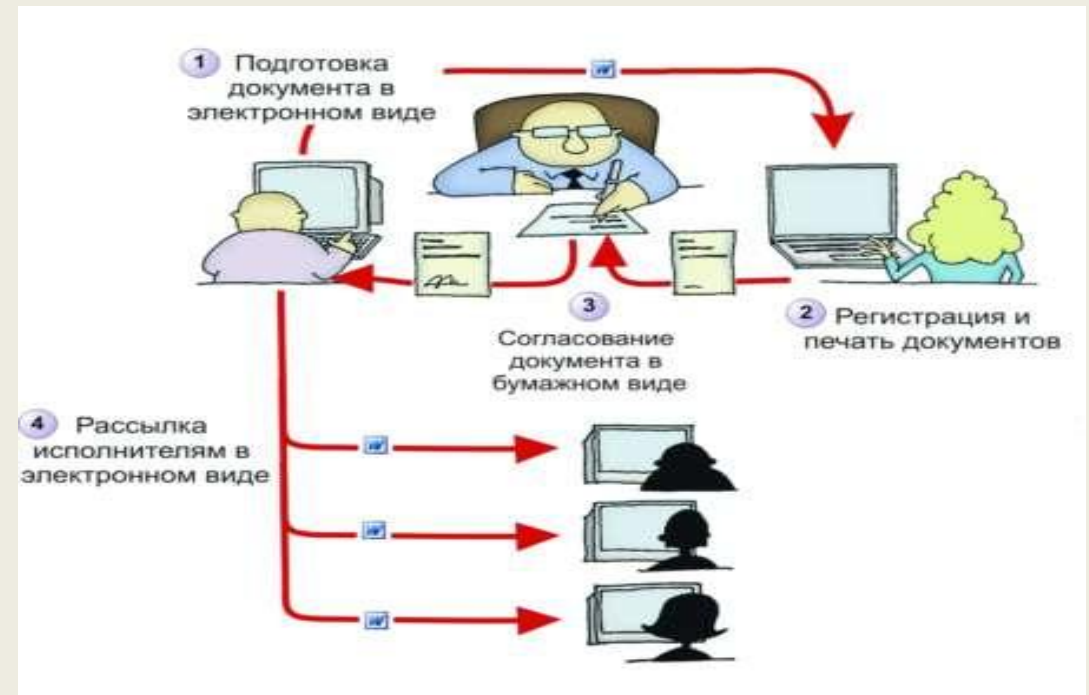 1 Подготовка
документа в
электронном виде
2 Регистрация и
печать документов
3
Согласование
документа в
бумажном виде
4 Рассылка
исполнителям в
электронном виде